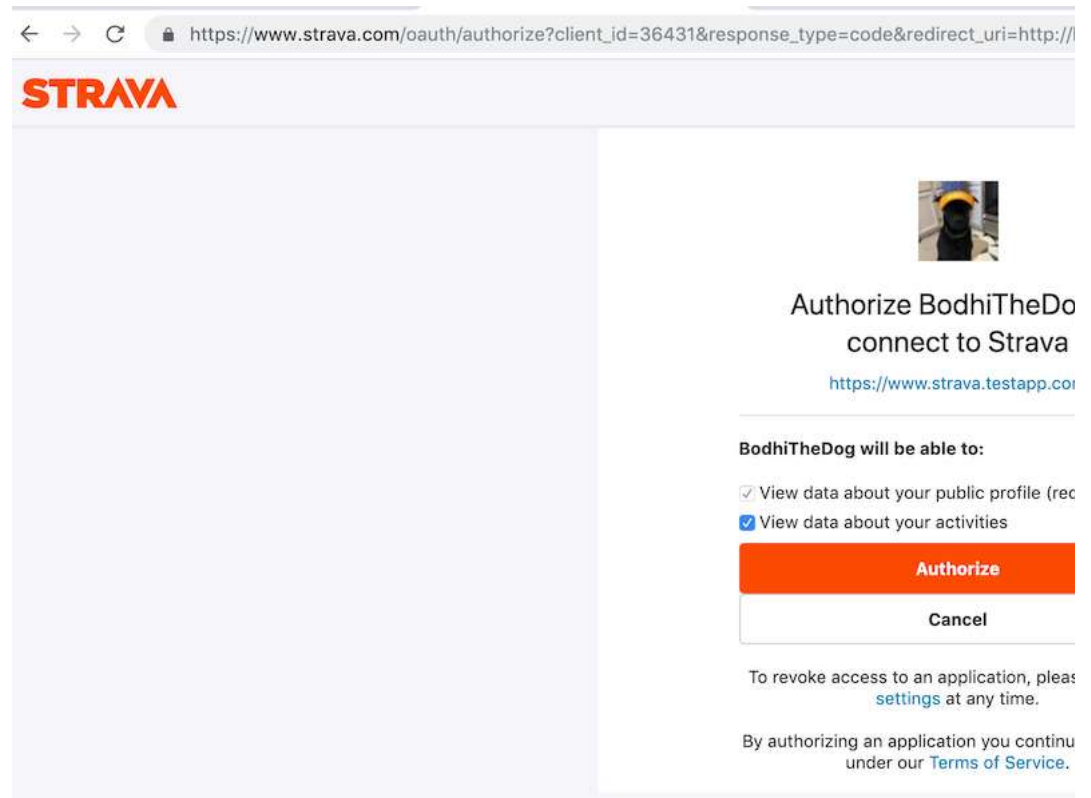 https://www.strava.com/oauth/authorize?client_id=36431&response_type=code&redirect_uri=http://
STRAVA
Authorize BodhiTheDo
connect to Strava
https://www.strava.testapp.co
BodhiTheDog will be able to:
View data about your public profile (re
View data about your activities
Authorize
Cancel
To revoke access to an application, pleas
settings at any time.
By authorizing an application you continu
under our Terms of Service.